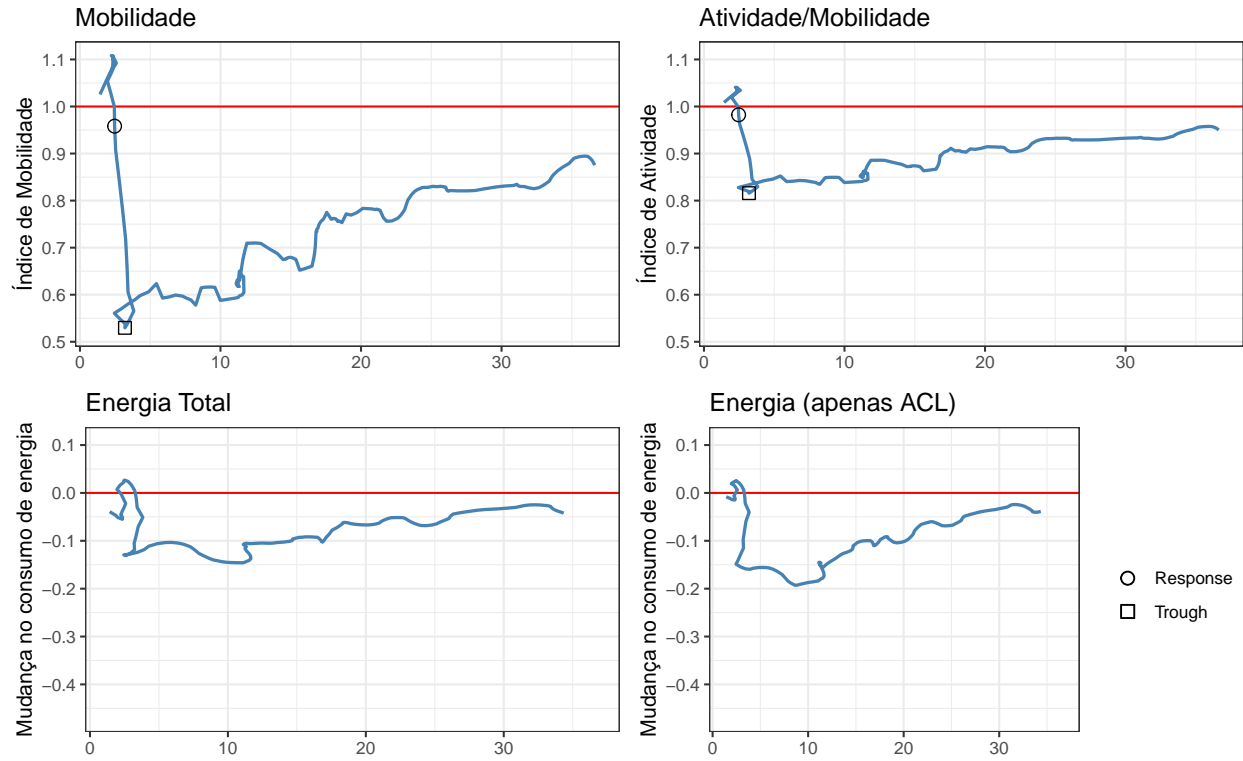 Mobilidade
Índice de Mobilidade
1.1
1.0
0.9
0.8
0.7
0.6
0.5
0 10 20 30
Atividade/Mobilidade
Índice de Atividade
1.1
1.0
0.9
0.8
0.7
0.6
0.5
0 10 20 30
Energia Total
Mudança no consumo de energia
0.1
0.0
−0.1
−0.2
−0.3
−0.4
0 10 20 30
Energia (apenas ACL)
Mudança no consumo de energia
0.1
0.0
−0.1
−0.2
−0.3
−0.4
0 10 20 30
Response
Trough